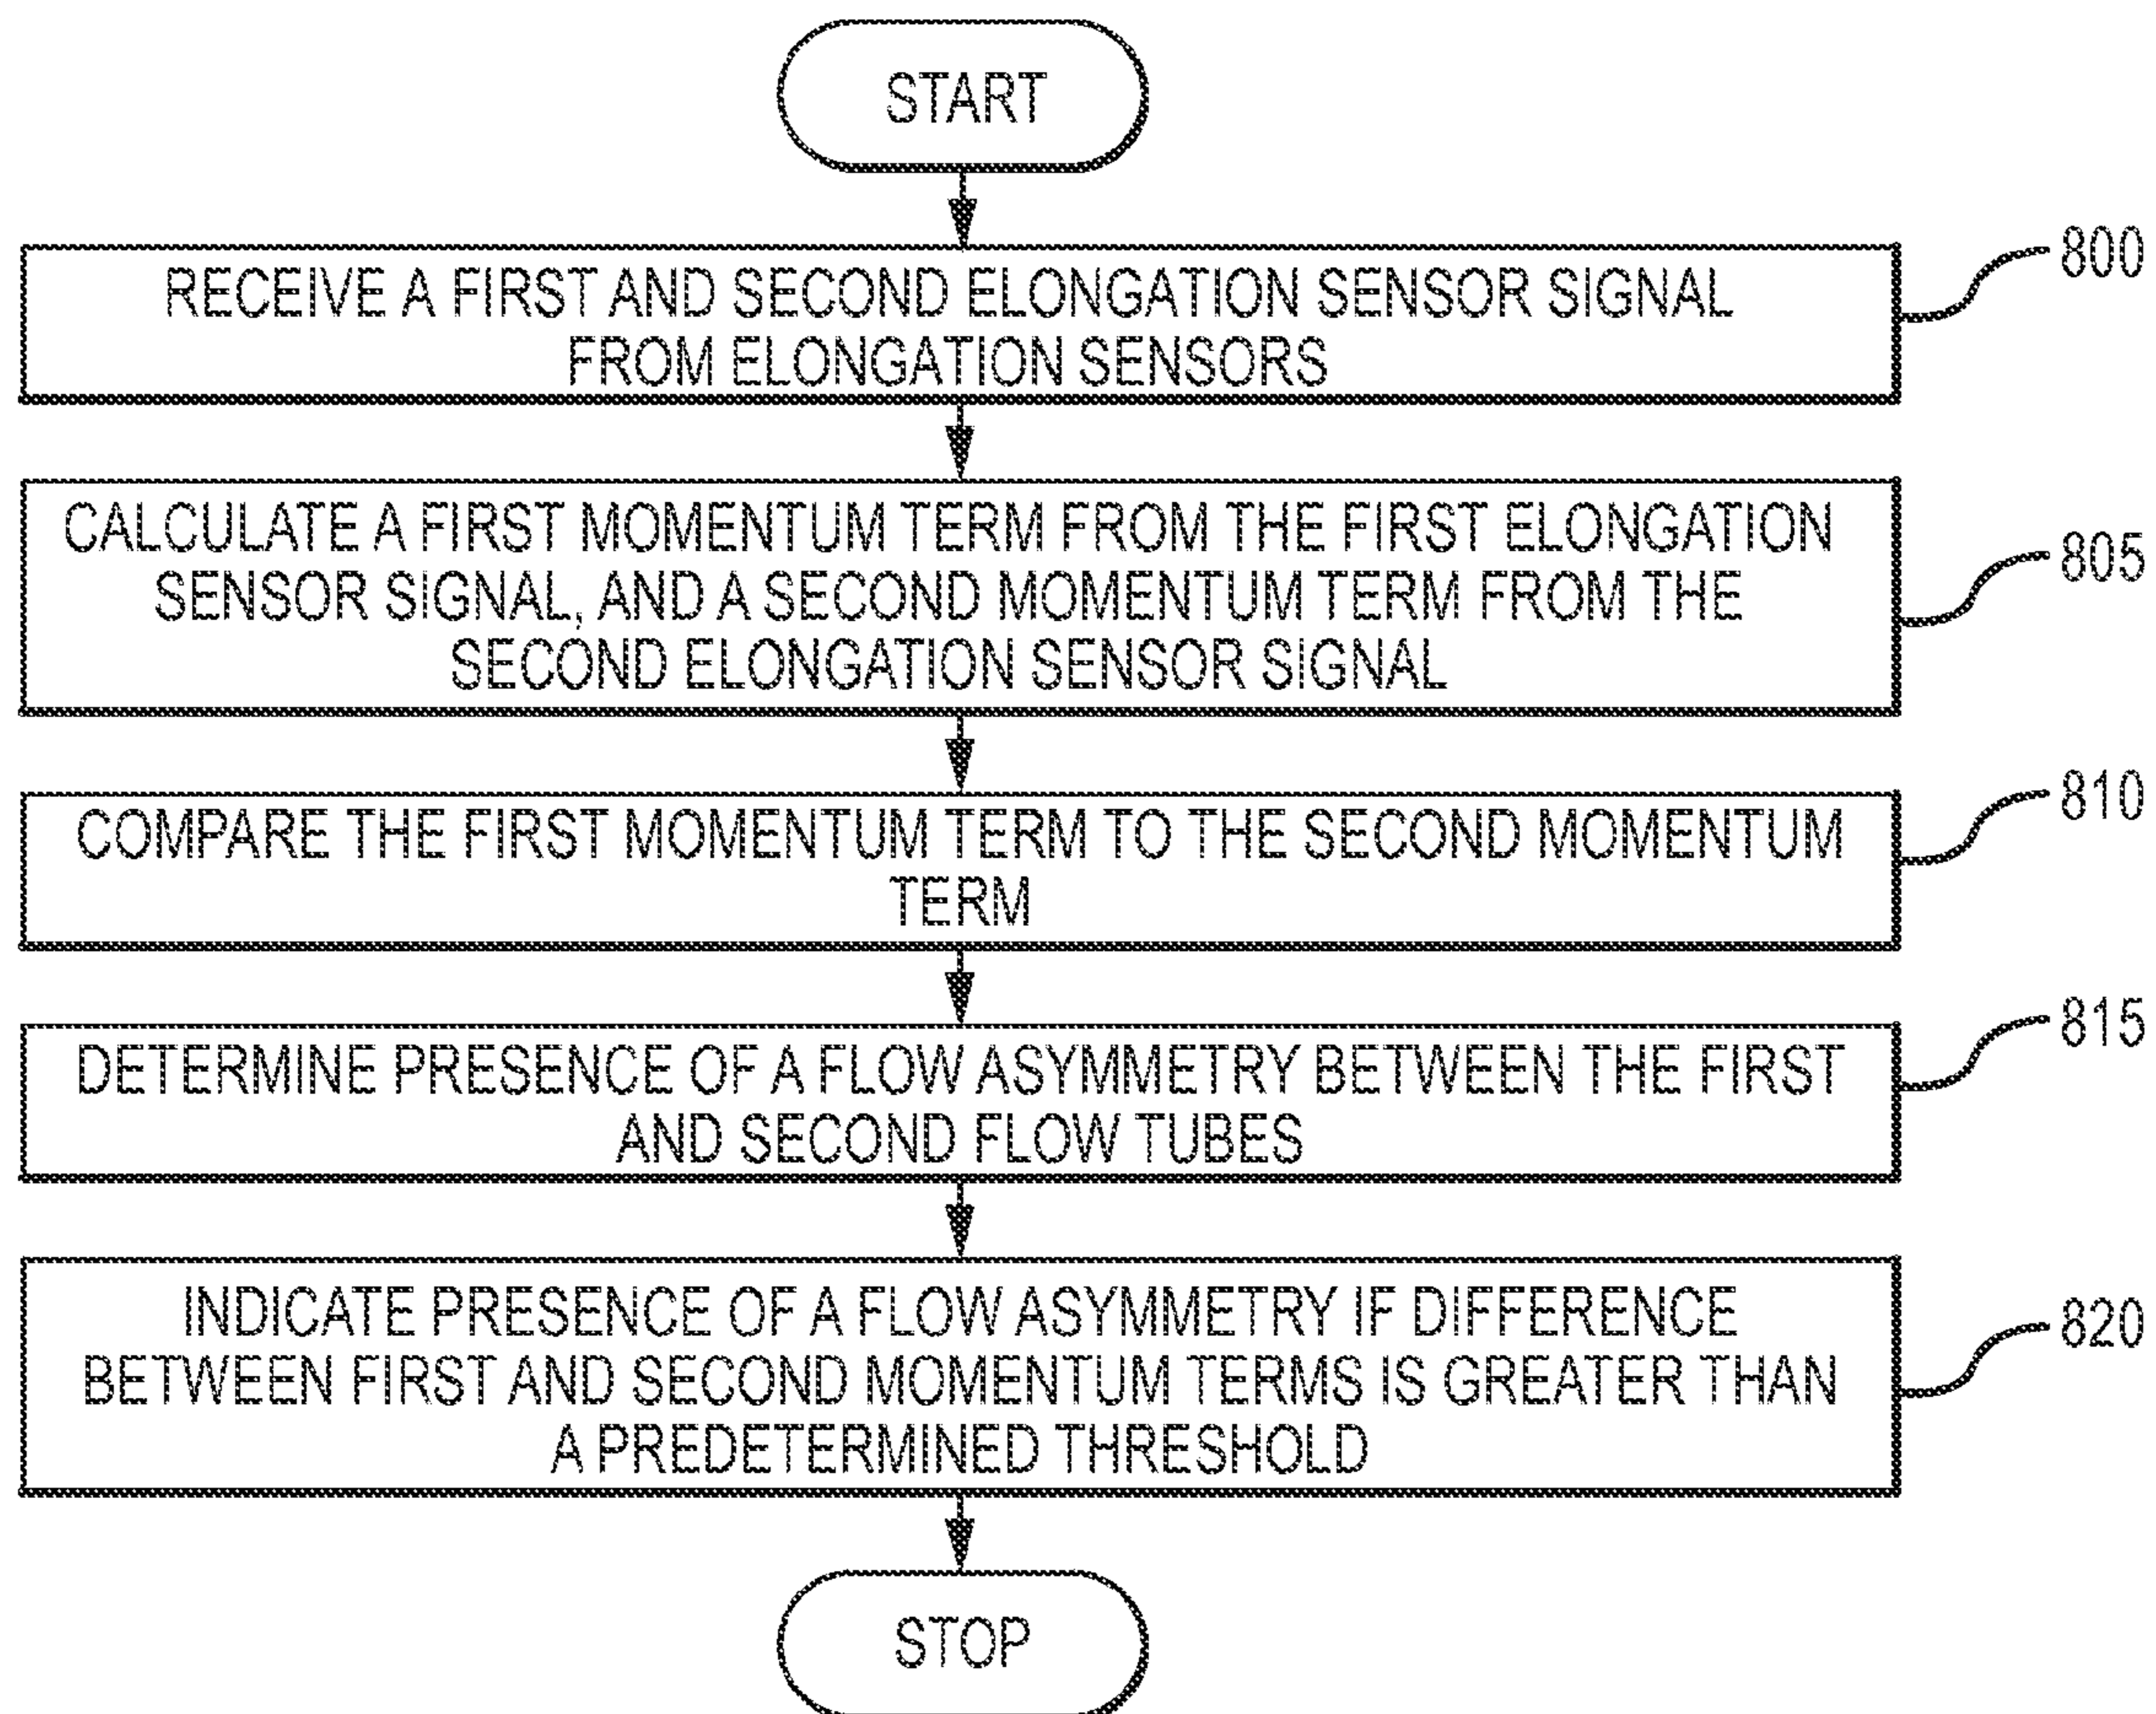 START
RECEIVE A FIRST AND SECOND ELONGATION SENSOR SIGNAL
FROM ELONGATION SENSORS
800
CALCULATE A FIRST MOMENTUM TERM FROM THE FIRST ELONGATION
SENSOR SIGNAL, AND A SECOND MOMENTUM TERM FROM THE
SECOND ELONGATION SENSOR SIGNAL
805
COMPARE THE FIRST MOMENTUM TERM TO THE SECOND MOMENTUM
TERM
810
DETERMINE PRESENCE OF A FLOW ASYMMETRY BETWEEN THE FIRST
AND SECOND FLOW TUBES
815
INDICATE PRESENCE OF A FLOW ASYMMETRY IF DIFFERENCE
BETWEEN FIRST AND SECOND MOMENTUM TERMS IS GREATER THAN
A PREDETERMINED THRESHOLD
820
STOP